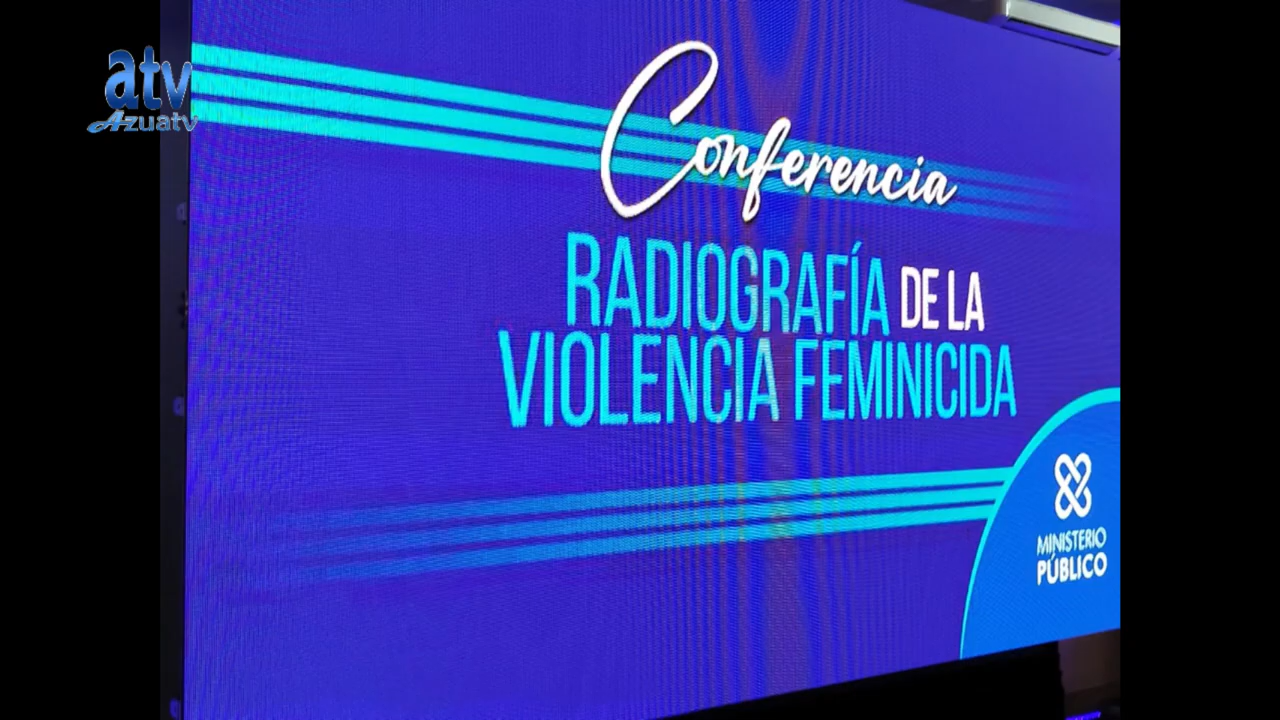 atv
Azuatv
Conferencia
RADIOGRAFÍA DE LA
VIOLENCIA FEMINICIDA
MINISTERIO
PÚBLICO